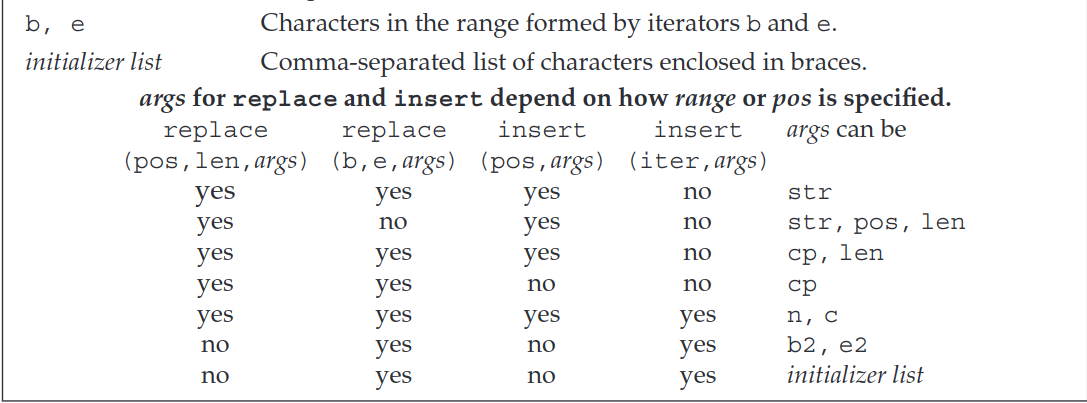 b, e Characters in the range formed by iterators b and e.
initializer list Comma-separated list of characters enclosed in braces.
args for replace and insert depend on how range or pos is specified.
replace replace insert insert args can be
(pos,len,args) (b,e,args) (pos,args) (iter,args)
yes yes yes no str
yes no yes no str, pos, len
yes yes yes no cp, len
yes yes no no cp
yes yes yes yes n, c
no yes no yes b2, e2
no yes no yes initializer list